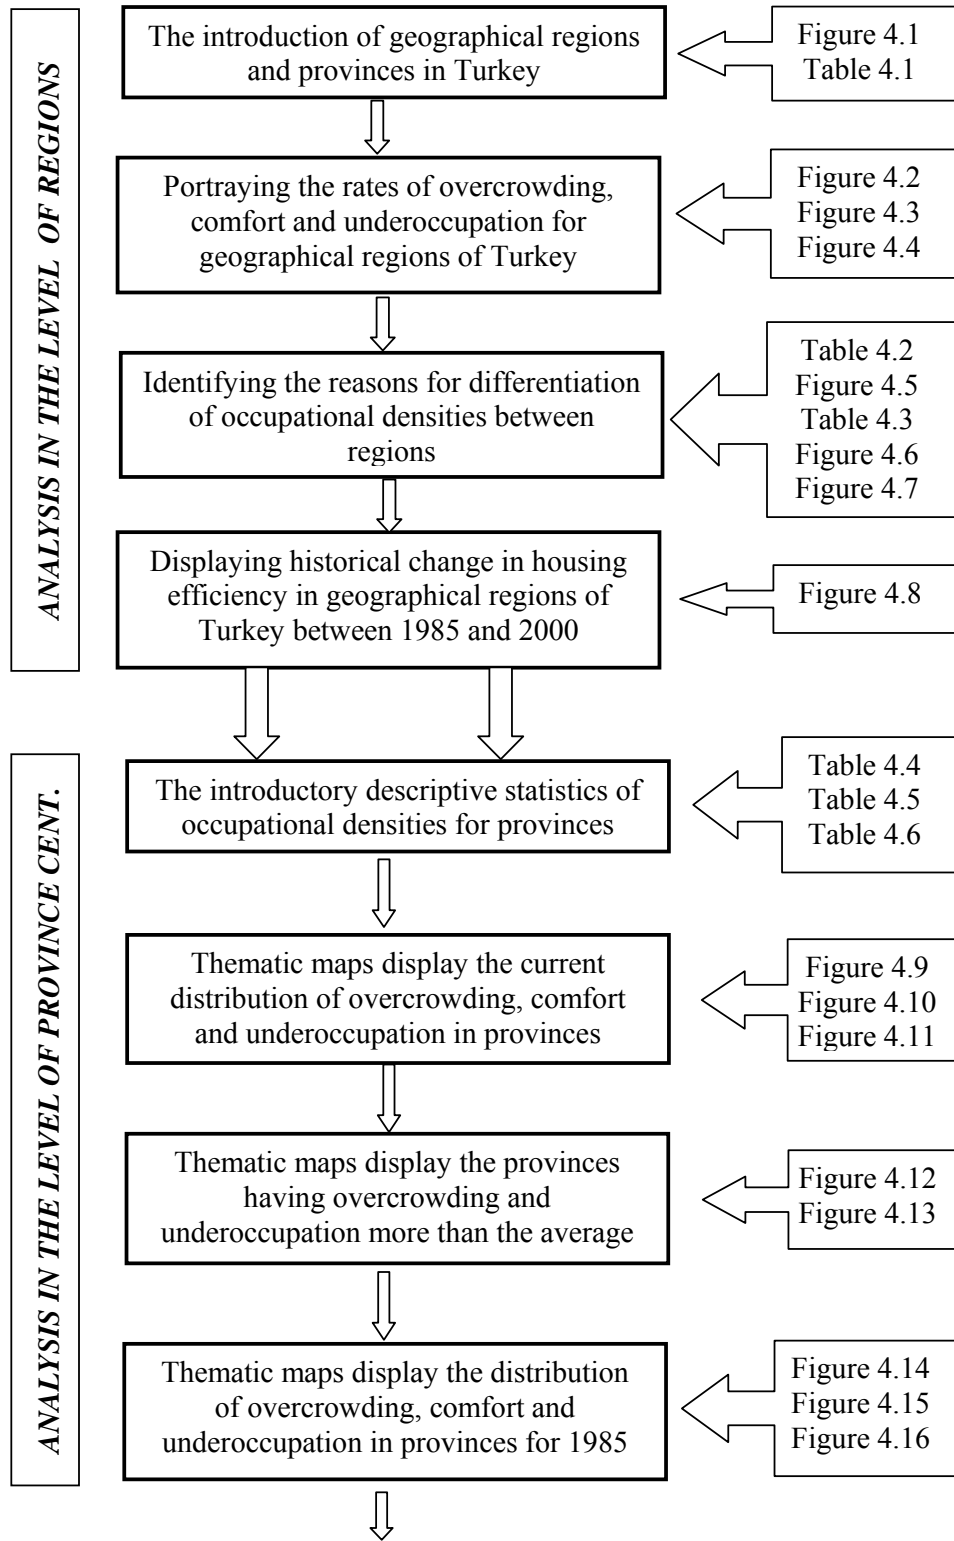 ANALYSIS IN THE LEVEL OF REGIONS
The introduction of geographical regions
and provinces in Turkey
Figure 4.1
Table 4.1
Portraying the rates of overcrowding,
comfort and underoccupation for
geographical regions of Turkey
Figure 4.2
Figure 4.3
Figure 4.4
Identifying the reasons for differentiation
of occupational densities between
regions
Table 4.2
Figure 4.5
Table 4.3
Figure 4.6
Figure 4.7
Displaying historical change in housing
efficiency in geographical regions of
Turkey between 1985 and 2000
Figure 4.8
ANALYSIS IN THE LEVEL OF PROVINCE CENT.
The introductory descriptive statistics of
occupational densities for provinces
Table 4.4
Table 4.5
Table 4.6
Thematic maps display the current
distribution of overcrowding, comfort
and underoccupation in provinces
Figure 4.9
Figure 4.10
Figure 4.11
Thematic maps display the provinces
having overcrowding and
underoccupation more than the average
Figure 4.12
Figure 4.13
Thematic maps display the distribution
of overcrowding, comfort and
underoccupation in provinces for 1985
Figure 4.14
Figure 4.15
Figure 4.16